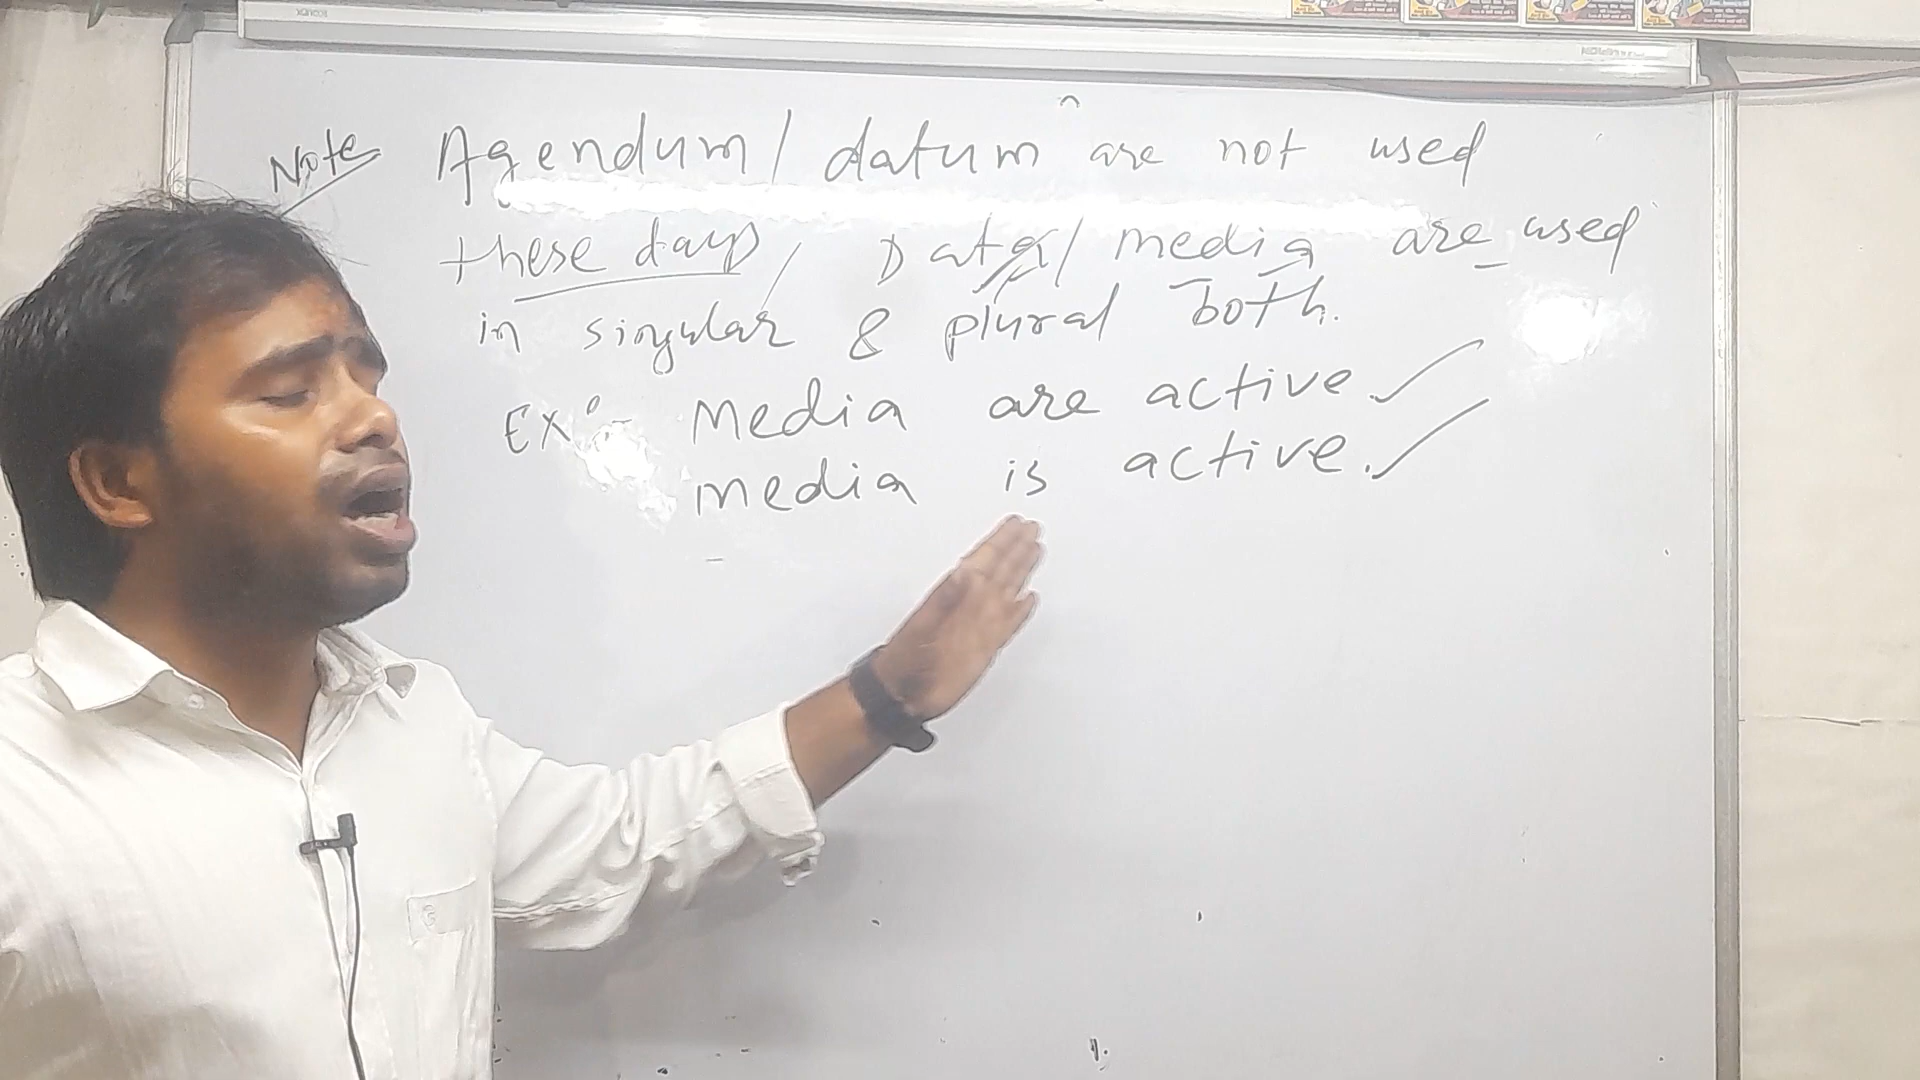 Note Agendum/datum are not used
these days, Data/media are used
in singular & plural both.
Ex:- Media are active. ✓
media is active. ✓